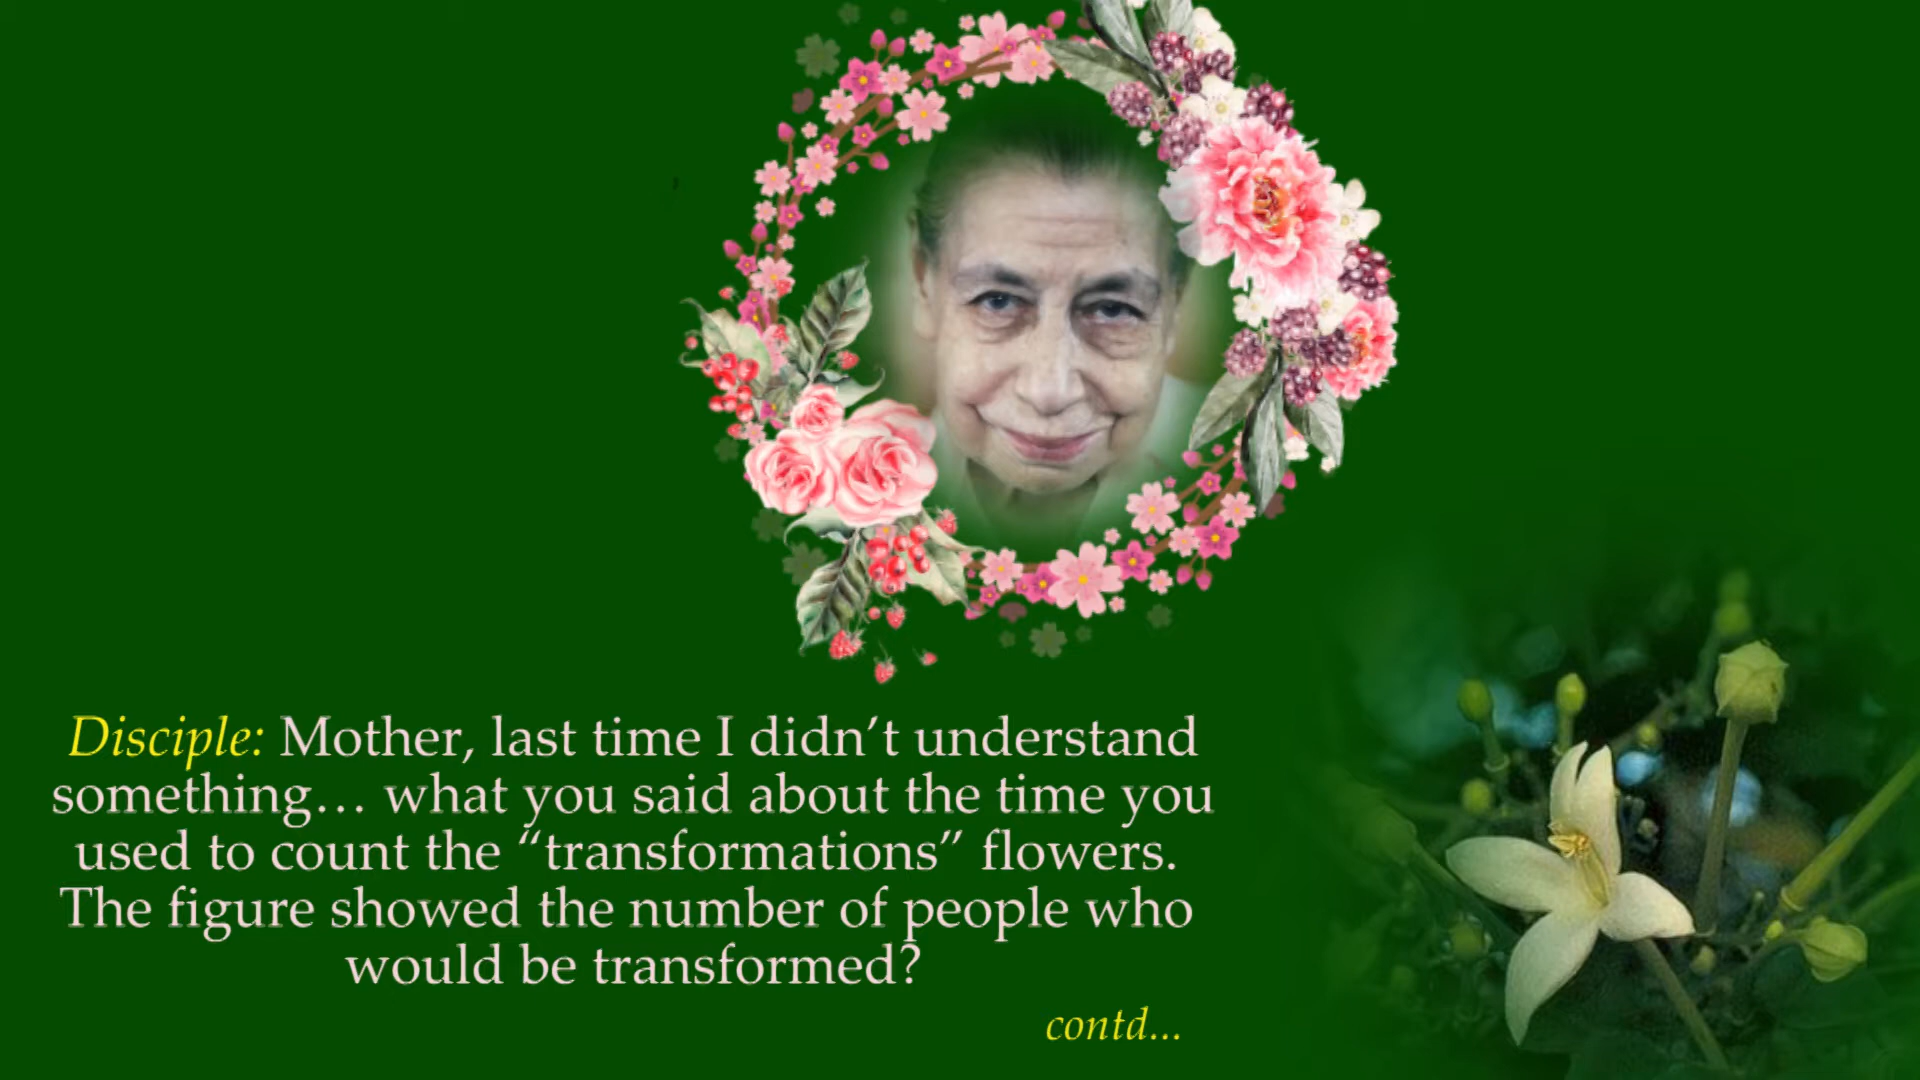 Disciple: Mother, last time I didn’t understand
something… what you said about the time you
used to count the “transformations” flowers.
The figure showed the number of people who
would be transformed?
contd...